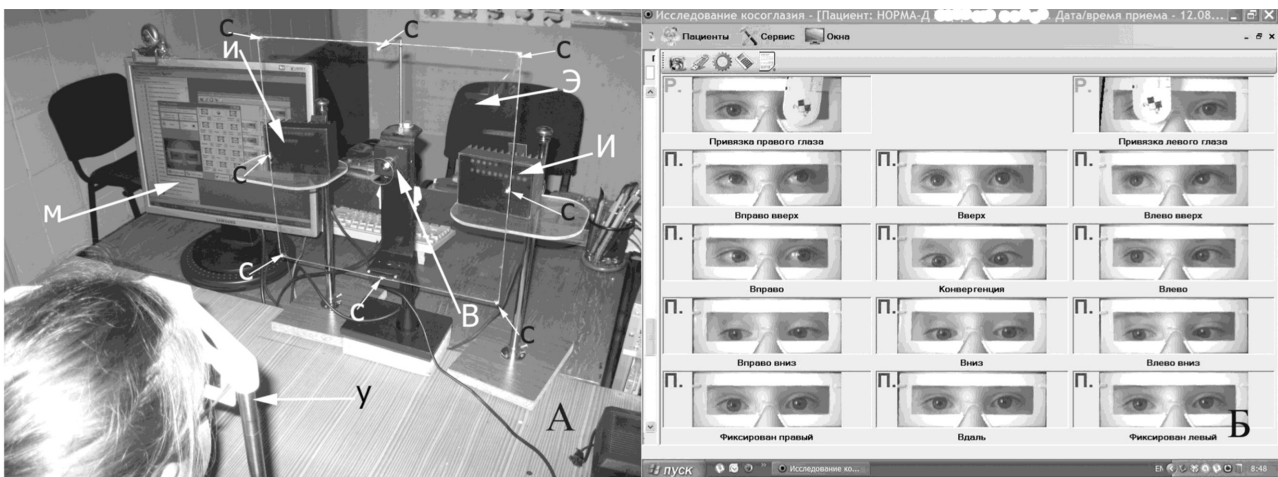 С
С
С
И
Э
И
С
М
С
С
С
В
С
У
А
Исследование косоглазия - [Пациент: НОРМА-Д
Дата/время приема - 12.08...
Пациенты Сервис Окна
Р. Р.
Привязка правого глаза Привязка левого глаза
П. П. П.
Вправо вверх Вверх Влево вверх
П. П. П.
Вправо Конвергенция Влево
П. П. П.
Вправо вниз Вниз Влево вниз
П. П. П.
Фиксирован правый Вдаль Фиксирован левый
Б
пуск Исследование ко... EN 8:48